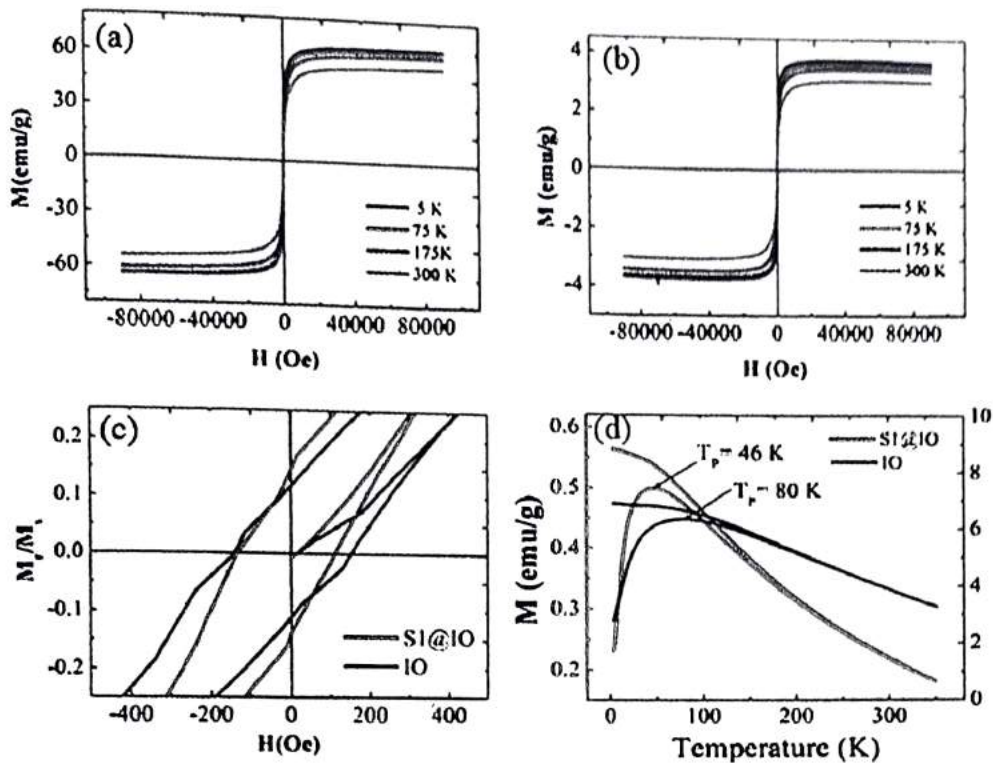 (a)
60
30
0
-30
-60
M(emu/g)
5 K
75 K
175K
300 K
-80000 -40000 0 40000 80000
H (Oe)
(b)
4
2
0
-2
-4
M (emu/g)
5 K
75 K
175 K
300 K
-80000 -40000 0 40000 80000
H (Oe)
(c)
0.2
0.1
0.0
-0.1
-0.2
S1@IO
IO
-400 -200 0 200 400
H(Oe)
(d)
0.6
0.5
0.4
0.3
0.2
M (emu/g)
10
8
6
4
2
0
S1@IO
IO
Tp= 46 K
Tp= 80 K
0 100 200 300
Temperature (K)